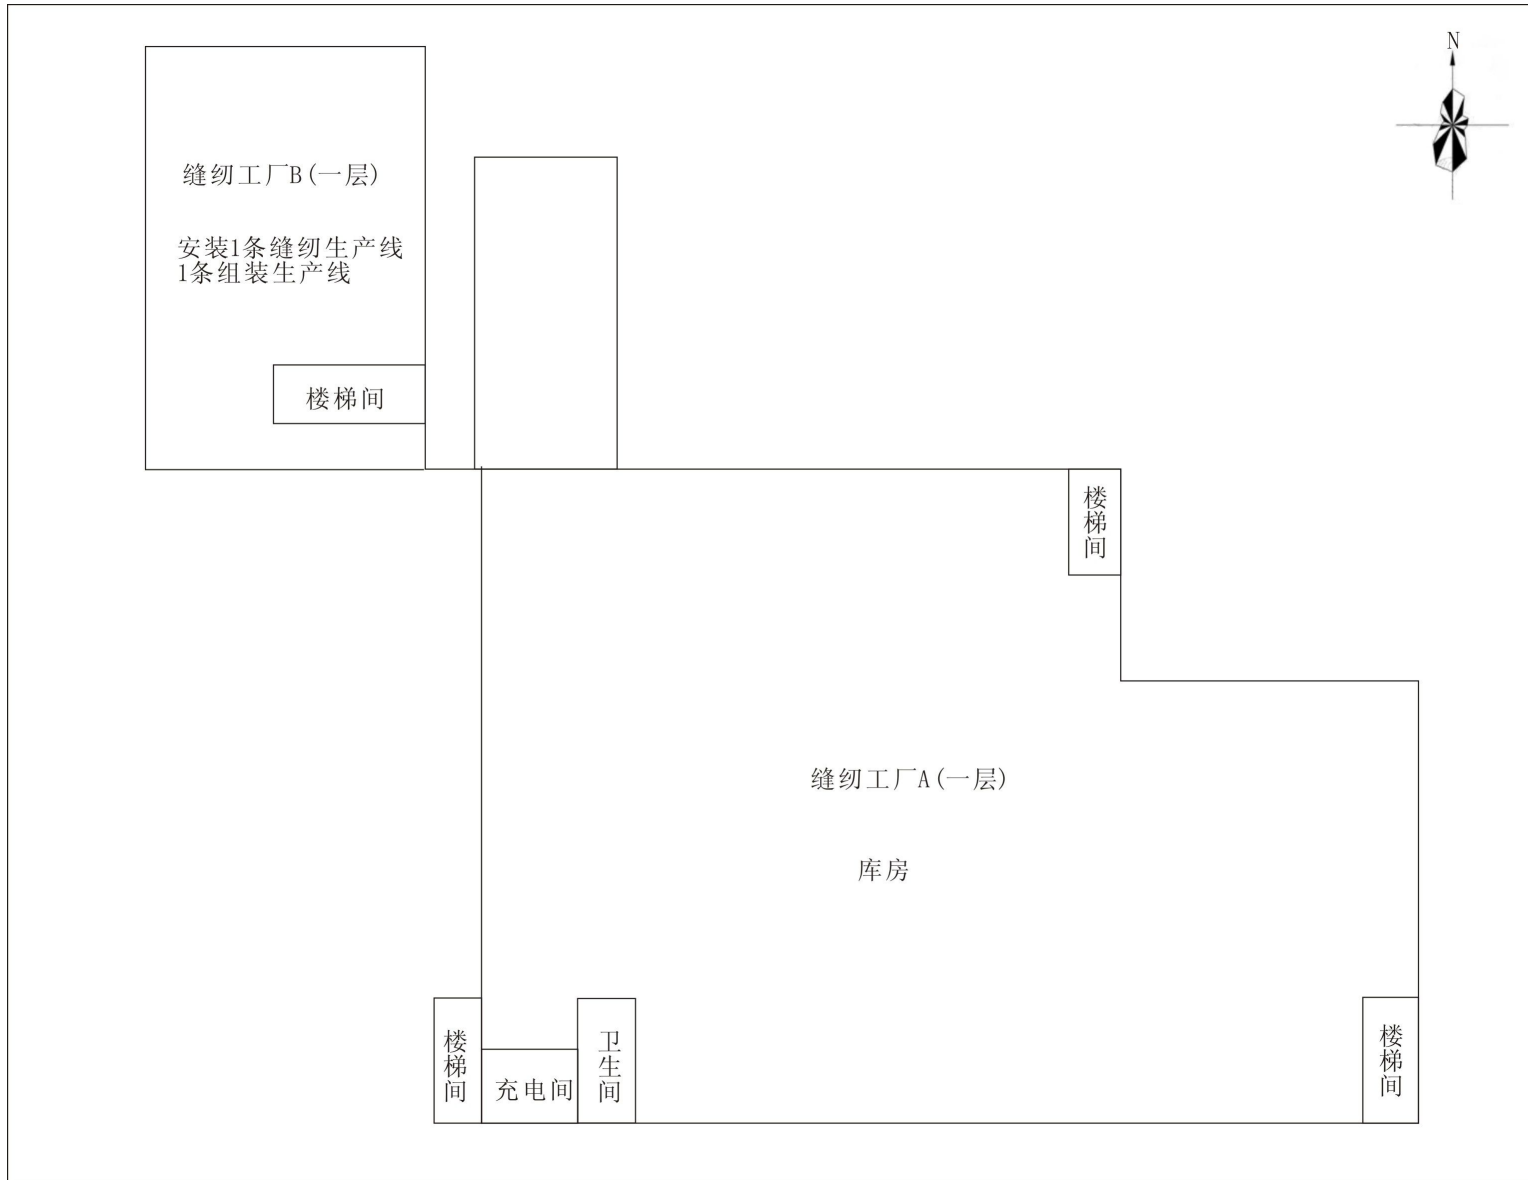 N
缝纫工厂B(一层)
安装1条缝纫生产线
1条组装生产线
楼梯间
楼梯间
缝纫工厂A(一层)
库房
楼梯间
充电间
卫生间
楼梯间